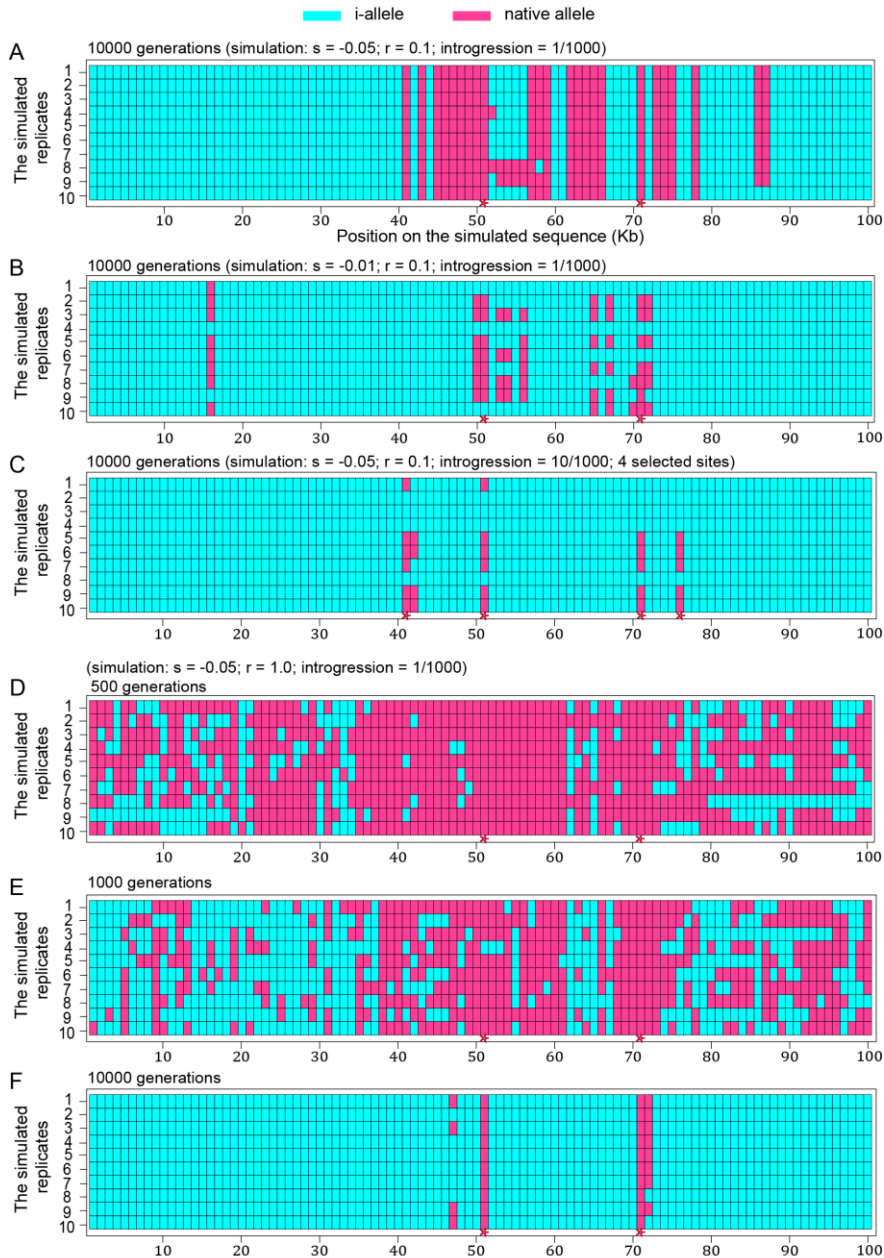 i-allele native allele
A
10000 generations (simulation: s = -0.05; r = 0.1; introgression = 1/1000)
The simulated
replicates
1
2
3
4
5
6
7
8
9
10
10 20 30 40 50 60 70 80 90 100
Position on the simulated sequence (Kb)
B
10000 generations (simulation: s = -0.01; r = 0.1; introgression = 1/1000)
The simulated
replicates
1
2
3
4
5
6
7
8
9
10
10 20 30 40 50 60 70 80 90 100
C
10000 generations (simulation: s = -0.05; r = 0.1; introgression = 10/1000; 4 selected sites)
The simulated
replicates
1
2
3
4
5
6
7
8
9
10
10 20 30 40 50 60 70 80 90 100
(simulation: s = -0.05; r = 1.0; introgression = 1/1000)
D
500 generations
The simulated
replicates
1
2
3
4
5
6
7
8
9
10
10 20 30 40 50 60 70 80 90 100
E
1000 generations
The simulated
replicates
1
2
3
4
5
6
7
8
9
10
10 20 30 40 50 60 70 80 90 100
F
10000 generations
The simulated
replicates
1
2
3
4
5
6
7
8
9
10
10 20 30 40 50 60 70 80 90 100